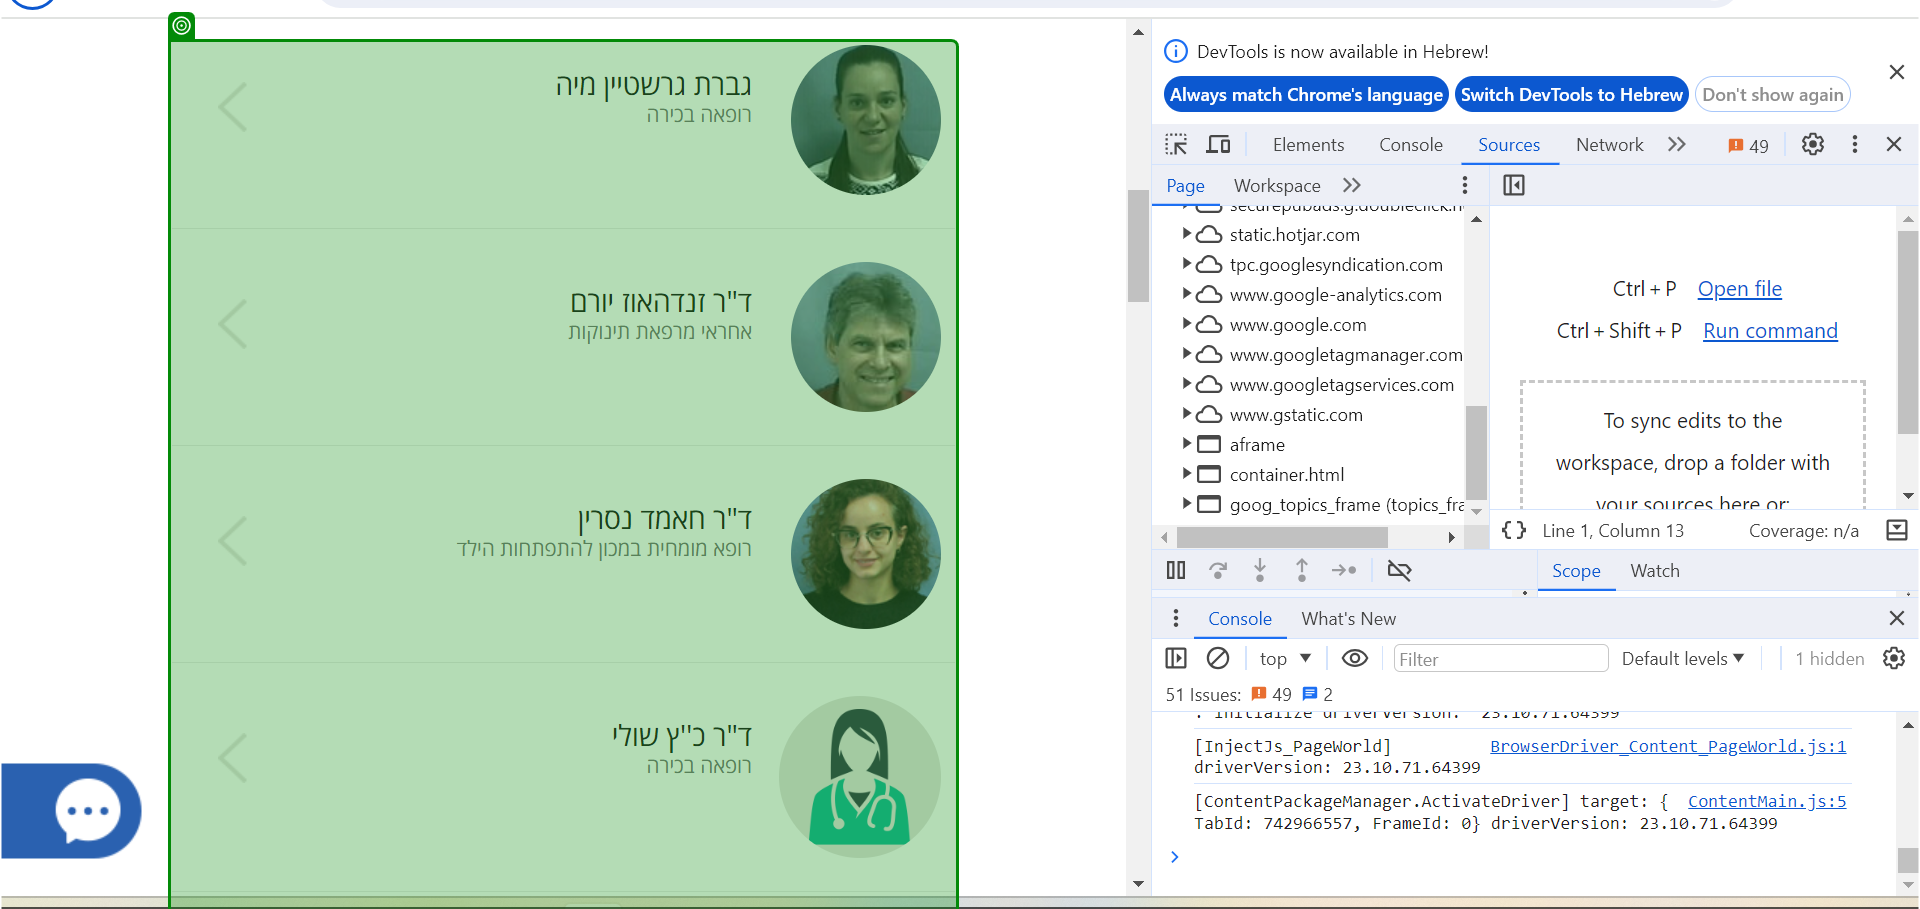 גברת גרשטיין מיה
רופאה בכירה
ד"ר זנדהאוז יורם
אחראי מרפאת תינוקות
ד"ר חאמד נסרין
רופא מומחית במכון להתפתחות הילד
ד"ר כ''ץ שולי
רופאה בכירה
DevTools is now available in Hebrew!
Always match Chrome's language
Switch DevTools to Hebrew
Don't show again
Elements
Console
Sources
Network
49
Page
Workspace
static.hotjar.com
tpc.googlesyndication.com
www.google-analytics.com
www.google.com
www.googletagmanager.com
www.googletagservices.com
www.gstatic.com
aframe
container.html
goog_topics_frame (topics_fra
Ctrl + P Open file
Ctrl + Shift + P Run command
To sync edits to the
workspace, drop a folder with
your sources here or:
{ } Line 1, Column 13
Coverage: n/a
Scope
Watch
Console
What's New
top
Filter
Default levels
1 hidden
51 Issues: 49 2
: initialize driverVersion: 23.10.71.64399
[InjectJs_PageWorld] BrowserDriver_Content_PageWorld.js:1
driverVersion: 23.10.71.64399
[ContentPackageManager.ActivateDriver] target: { ContentMain.js:5
TabId: 742966557, FrameId: 0} driverVersion: 23.10.71.64399